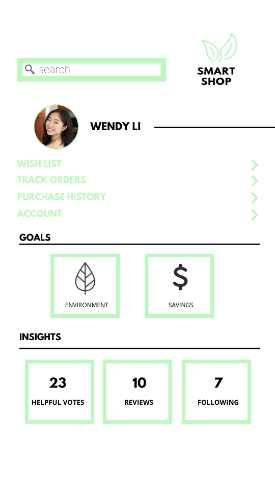 search
SMART
SHOP
WENDY LI
WISH LIST
TRACK ORDERS
PURCHASE HISTORY
ACCOUNT
GOALS
$
ENVIRONMENT
SAVINGS
INSIGHTS
23
HELPFUL VOTES
10
REVIEWS
7
FOLLOWING